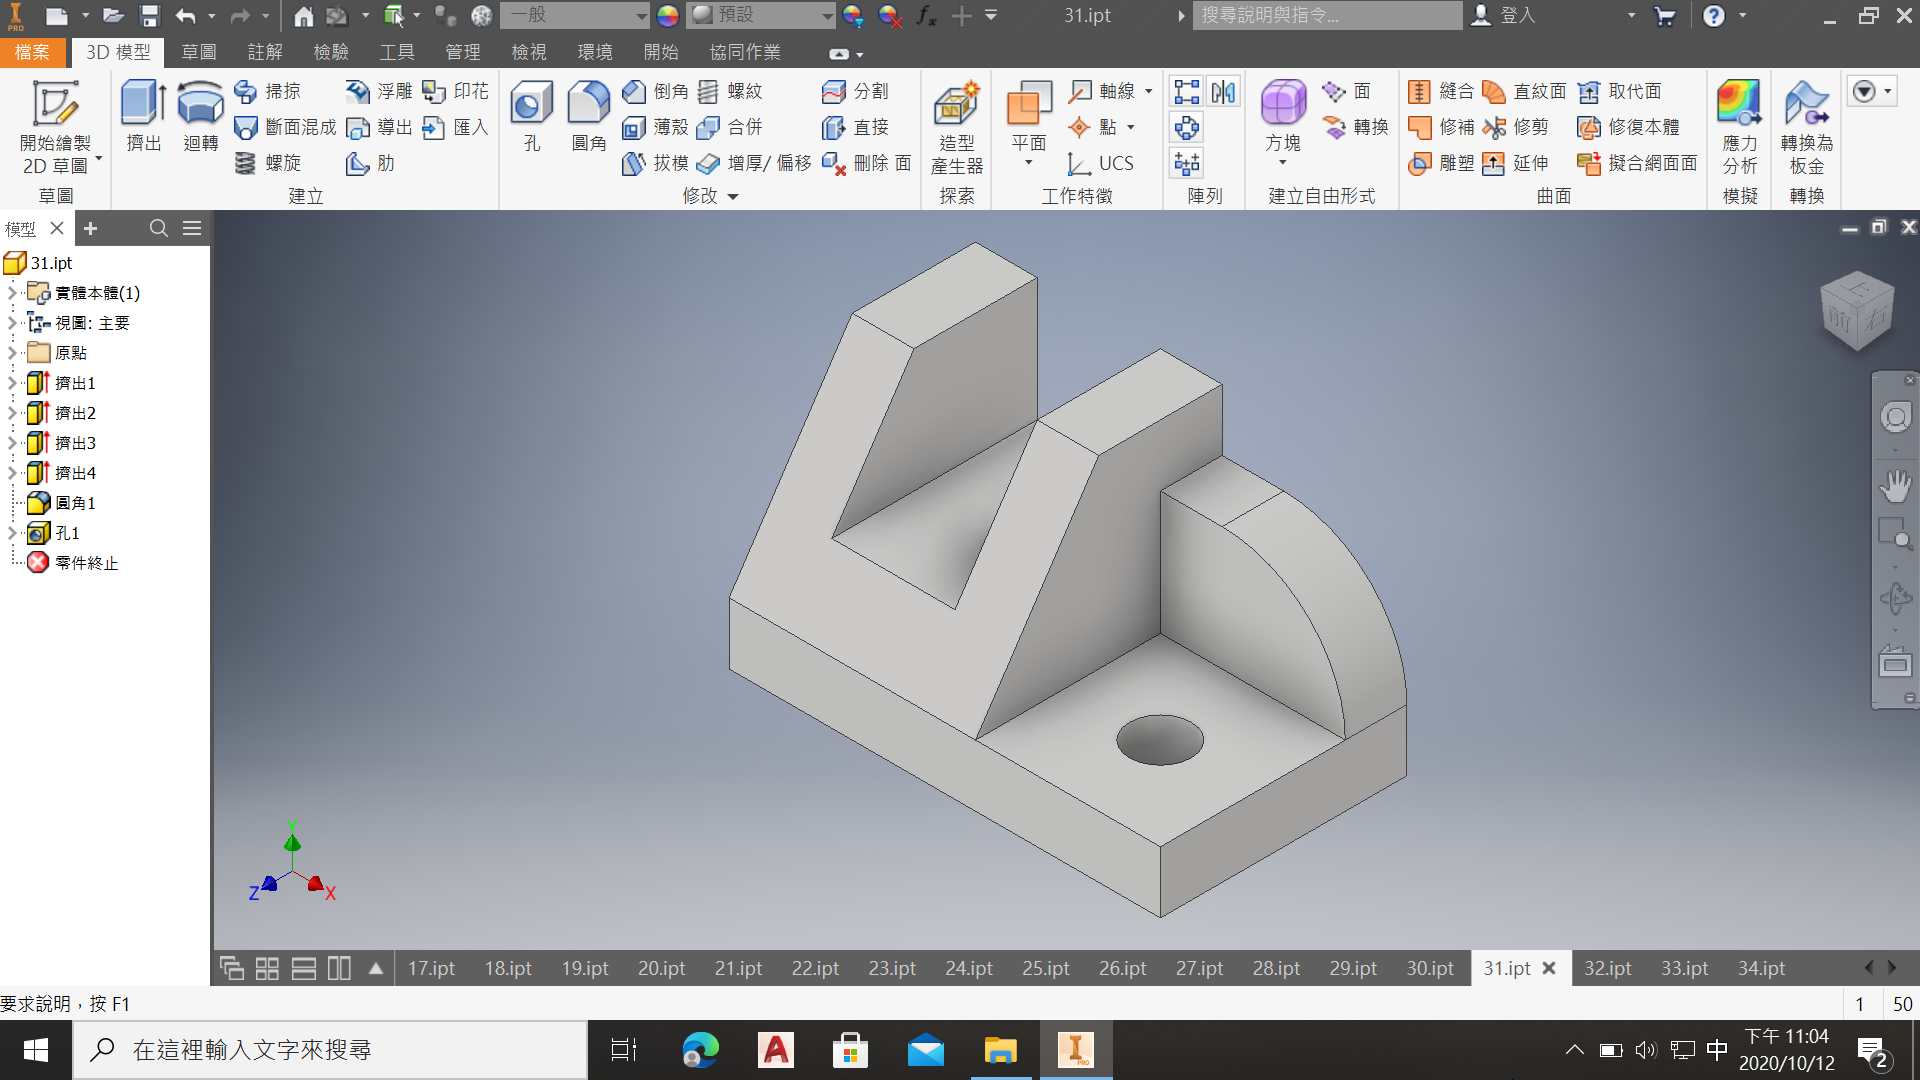 PRO
一般
預設
fx
31.ipt
搜尋說明與指令...
登入
檔案
3D 模型
草圖
註解
檢驗
工具
管理
檢視
環境
開始
協同作業
開始繪製
2D 草圖
草圖
擠出
迴轉
掃掠
斷面混成
螺旋
浮雕
導出
肋
印花
匯入
建立
孔
圓角
倒角
薄殼
拔模
螺紋
合併
增厚/ 偏移
分割
直接
刪除 面
修改
造型
產生器
探索
平面
軸線
點
UCS
工作特徵
陣列
方塊
面
轉換
建立自由形式
縫合
修補
雕塑
直紋面
修剪
延伸
取代面
修復本體
擬合網面面
曲面
應力
分析
模擬
轉換為
板金
轉換
模型
31.ipt
實體本體(1)
視圖: 主要
原點
擠出1
擠出2
擠出3
擠出4
圓角1
孔1
零件終止
上
前
右
Y
Z
X
17.ipt
18.ipt
19.ipt
20.ipt
21.ipt
22.ipt
23.ipt
24.ipt
25.ipt
26.ipt
27.ipt
28.ipt
29.ipt
30.ipt
31.ipt
32.ipt
33.ipt
34.ipt
要求說明，按 F1
1
50
在這裡輸入文字來搜尋
PRO
中
下午 11:04
2020/10/12
2